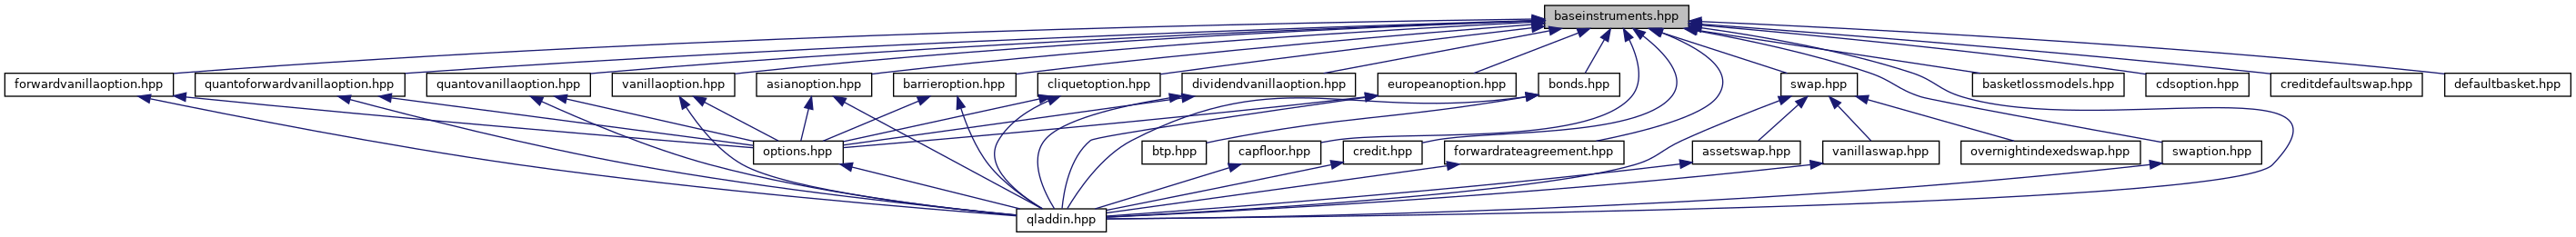 baseinstruments.hpp
forwardvanillaoption.hpp
quantoforwardvanillaoption.hpp
quantovanillaoption.hpp
vanillaoption.hpp
asianoption.hpp
barrieroption.hpp
cliquetoption.hpp
dividendvanillaoption.hpp
europeanoption.hpp
bonds.hpp
swap.hpp
basketlossmodels.hpp
cdsoption.hpp
creditdefaultswap.hpp
defaultbasket.hpp
options.hpp
btp.hpp
capfloor.hpp
credit.hpp
forwardrateagreement.hpp
assetswap.hpp
vanillaswap.hpp
overnightindexedswap.hpp
swaption.hpp
qladdin.hpp